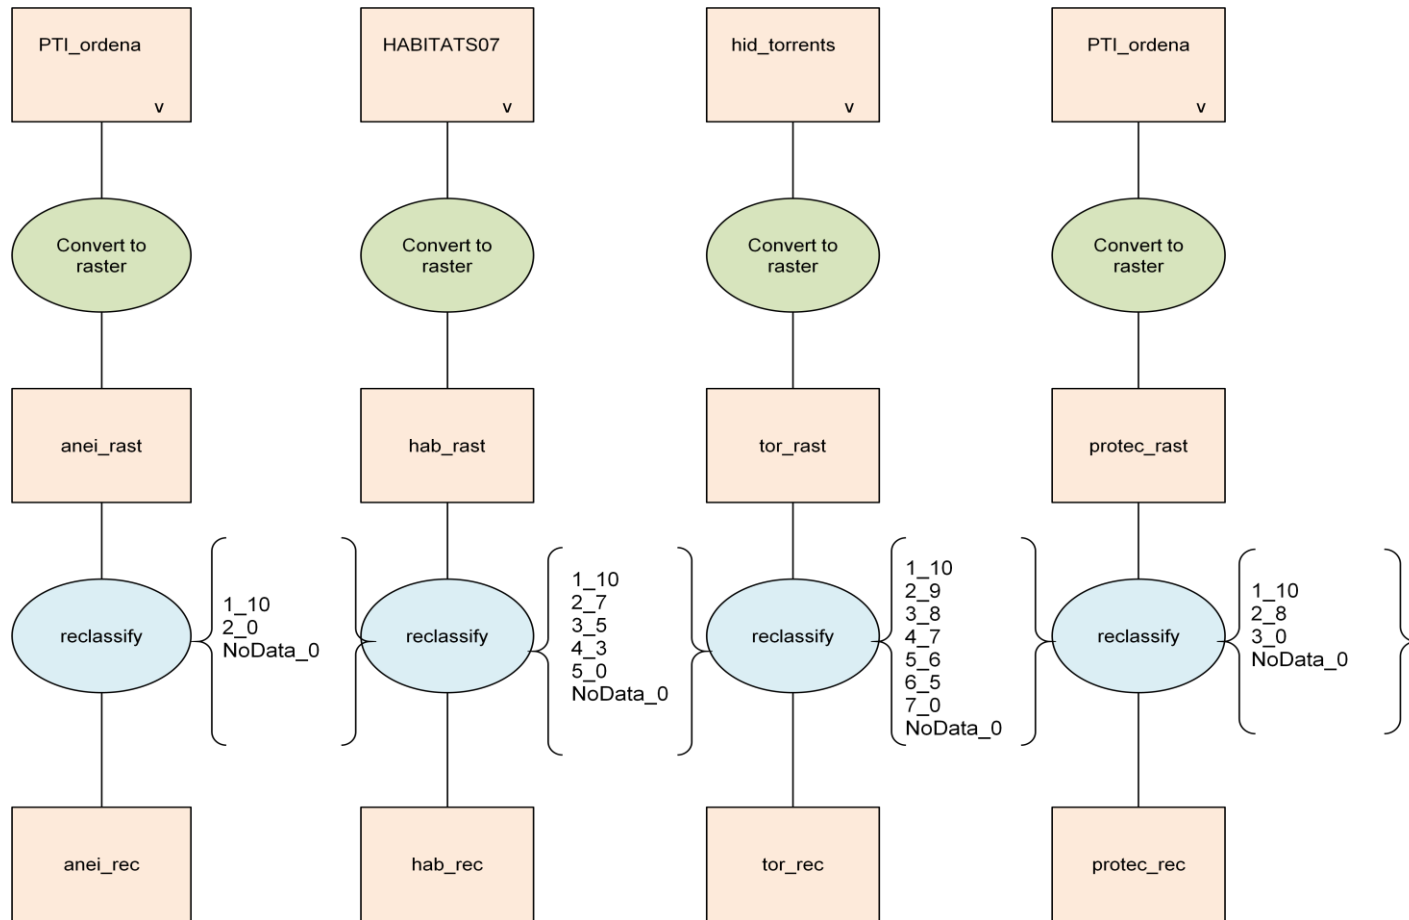 PTI_ordena
v
HABITATS07
v
hid_torrents
v
PTI_ordena
v
Convert to
raster
Convert to
raster
Convert to
raster
Convert to
raster
anei_rast
hab_rast
tor_rast
protec_rast
reclassify
1_10
2_0
NoData_0
reclassify
1_10
2_7
3_5
4_3
5_0
NoData_0
reclassify
1_10
2_9
3_8
4_7
5_6
6_5
7_0
NoData_0
reclassify
1_10
2_8
3_0
NoData_0
anei_rec
hab_rec
tor_rec
protec_rec